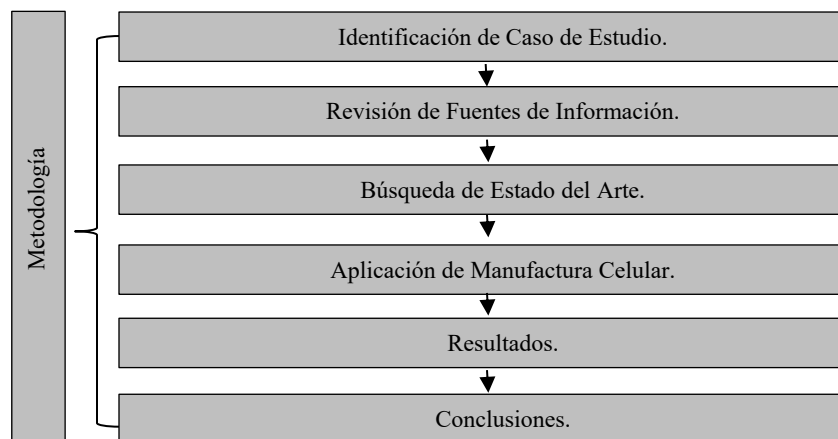 Metodología
Identificación de Caso de Estudio.
Revisión de Fuentes de Información.
Búsqueda de Estado del Arte.
Aplicación de Manufactura Celular.
Resultados.
Conclusiones.